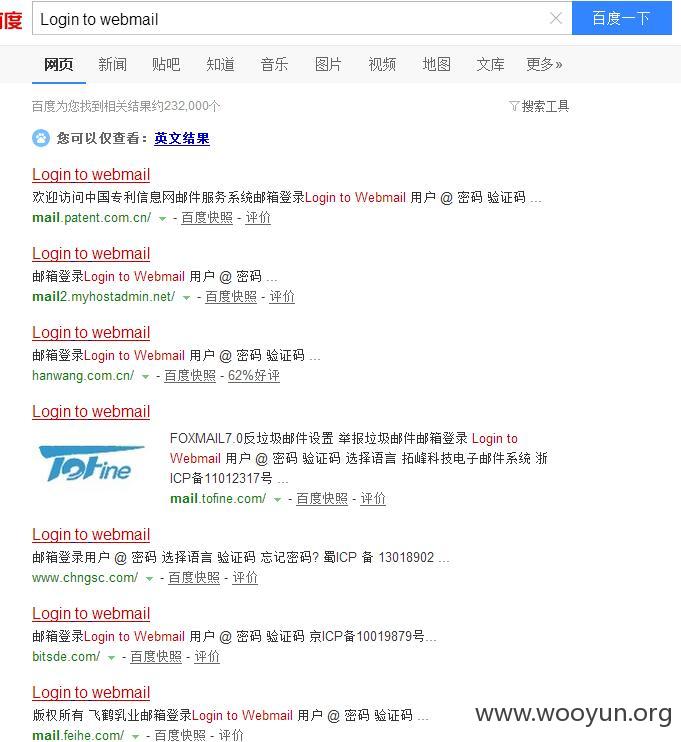 百度
Login to webmail
百度一下
网页 新闻 贴吧 知道 音乐 图片 视频 地图 文库 更多»
百度为您找到相关结果约232,000个
搜索工具
您可以仅查看：英文结果
Login to webmail
欢迎访问中国专利信息网邮件服务系统邮箱登录Login to Webmail 用户 @ 密码 验证码 ...
mail.patent.com.cn/ - 百度快照 - 评价
Login to webmail
邮箱登录Login to Webmail 用户 @ 密码 ...
mail2.myhostadmin.net/ - 百度快照 - 评价
Login to webmail
邮箱登录Login to Webmail 用户 @ 密码 验证码 ...
hanwang.com.cn/ - 百度快照 - 62%好评
Login to webmail
TOFine
FOXMAIL7.0反垃圾邮件设置 举报垃圾邮件邮箱登录 Login to
Webmail 用户 @ 密码 验证码 选择语言 拓峰科技电子邮件系统 浙
ICP备11012317号 ...
mail.tofine.com/ - 百度快照 - 评价
Login to webmail
邮箱登录用户 @ 密码 选择语言 验证码 忘记密码? 蜀ICP 备 13018902 ...
www.chngsc.com/ - 百度快照 - 评价
Login to webmail
邮箱登录Login to Webmail 用户 @ 密码 验证码 京ICP备10019879号...
bitsde.com/ - 百度快照 - 评价
Login to webmail
版权所有 飞鹤乳业邮箱登录Login to Webmail 用户 @ 密码 验证码 ...
mail.feihe.com/ - 百度快照 - 评价
www.wooyun.org